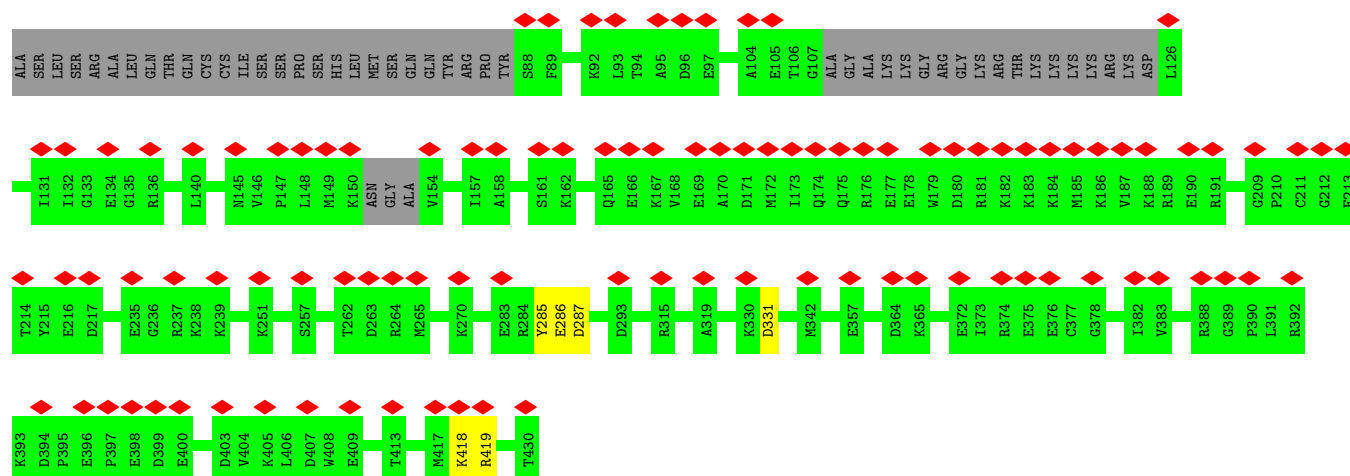 ALA SER LEU SER ARG ALA LEU GLN THR GLN CYS CYS ILE SER SER PRO SER HIS LEU MET SER GLN GLN TYR ARG PRO TYR S88 F89 K92 L93 T94 A95 D96 E97 A104 E105 T106 G107 ALA GLY ALA LYS LYS GLY ARG GLY LYS ARG THR LYS LYS LYS LYS ARG LYS ASP L126
I131 I132 G133 E134 G135 R136 L140 N145 V146 P147 L148 M149 K150 ASN GLY ALA V154 I157 A158 S161 K162 Q165 E166 K167 V168 E169 A170 D171 M172 I173 Q174 Q175 R176 E177 E178 W179 D180 R181 K182 K183 K184 M185 K186 V187 K188 R189 E190 R191 G209 P210 C211 G212 E213
T214 Y215 E216 D217 E235 G236 R237 K238 K239 K251 S257 T262 D263 R264 M265 K270 E283 R284 Y285 E286 D287 D293 R315 A319 K330 D331 M342 E357 D364 K365 E372 I373 R374 E375 E376 C377 G378 I382 V383 R388 G389 P390 L391 R392
K393 D394 P395 E396 P397 E398 D399 E400 D403 V404 K405 L406 D407 W408 E409 T413 M417 K418 R419 T430